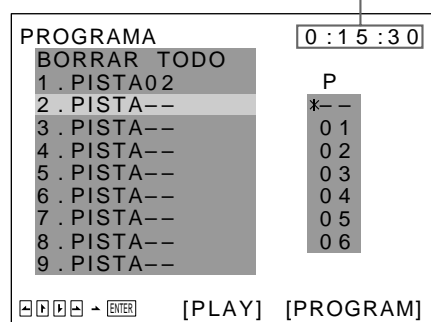 PROGRAMA 0:15:30
BORRAR TODO
1. PISTA02 P
2. PISTA–– *––
3. PISTA–– 01
4. PISTA–– 02
5. PISTA–– 03
6. PISTA–– 04
7. PISTA–– 05
8. PISTA–– 06
9. PISTA––
ENTER [PLAY] [PROGRAM]